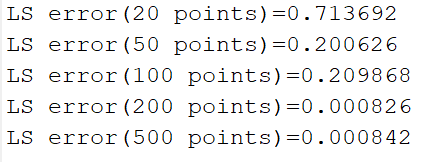 LS error(20 points)=0.713692
LS error(50 points)=0.200626
LS error(100 points)=0.209868
LS error(200 points)=0.000826
LS error(500 points)=0.000842